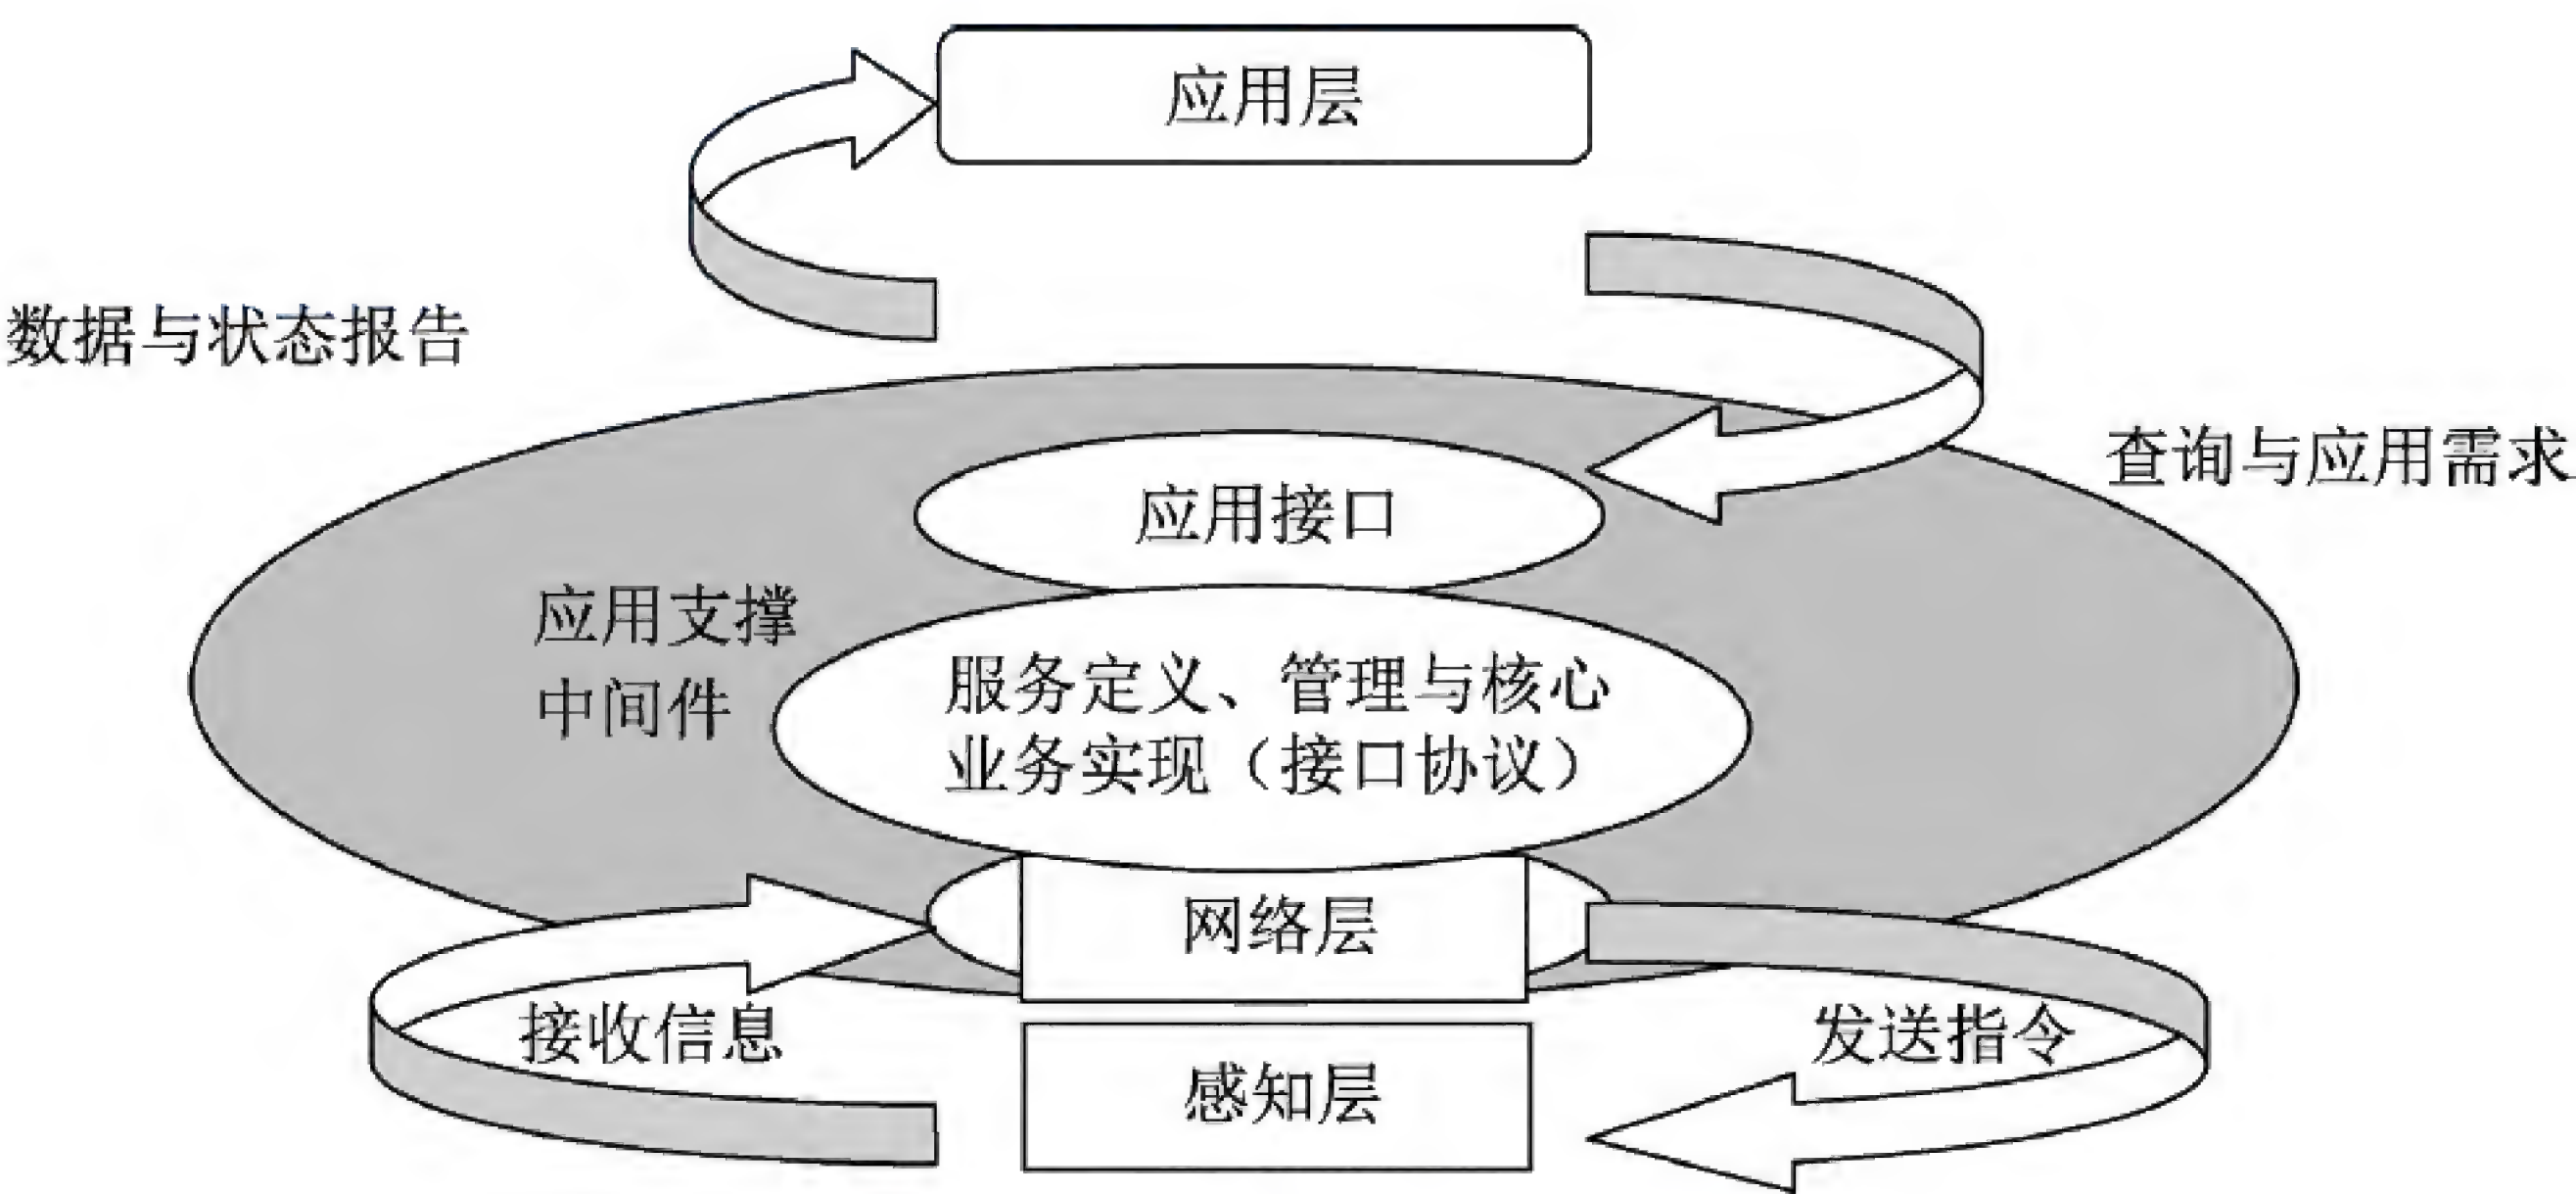 应用层
数据与状态报告
查询与应用需求
应用接口
应用支撑
中间件
服务定义、管理与核心
业务实现（接口协议）
网络层
接收信息
发送指令
感知层